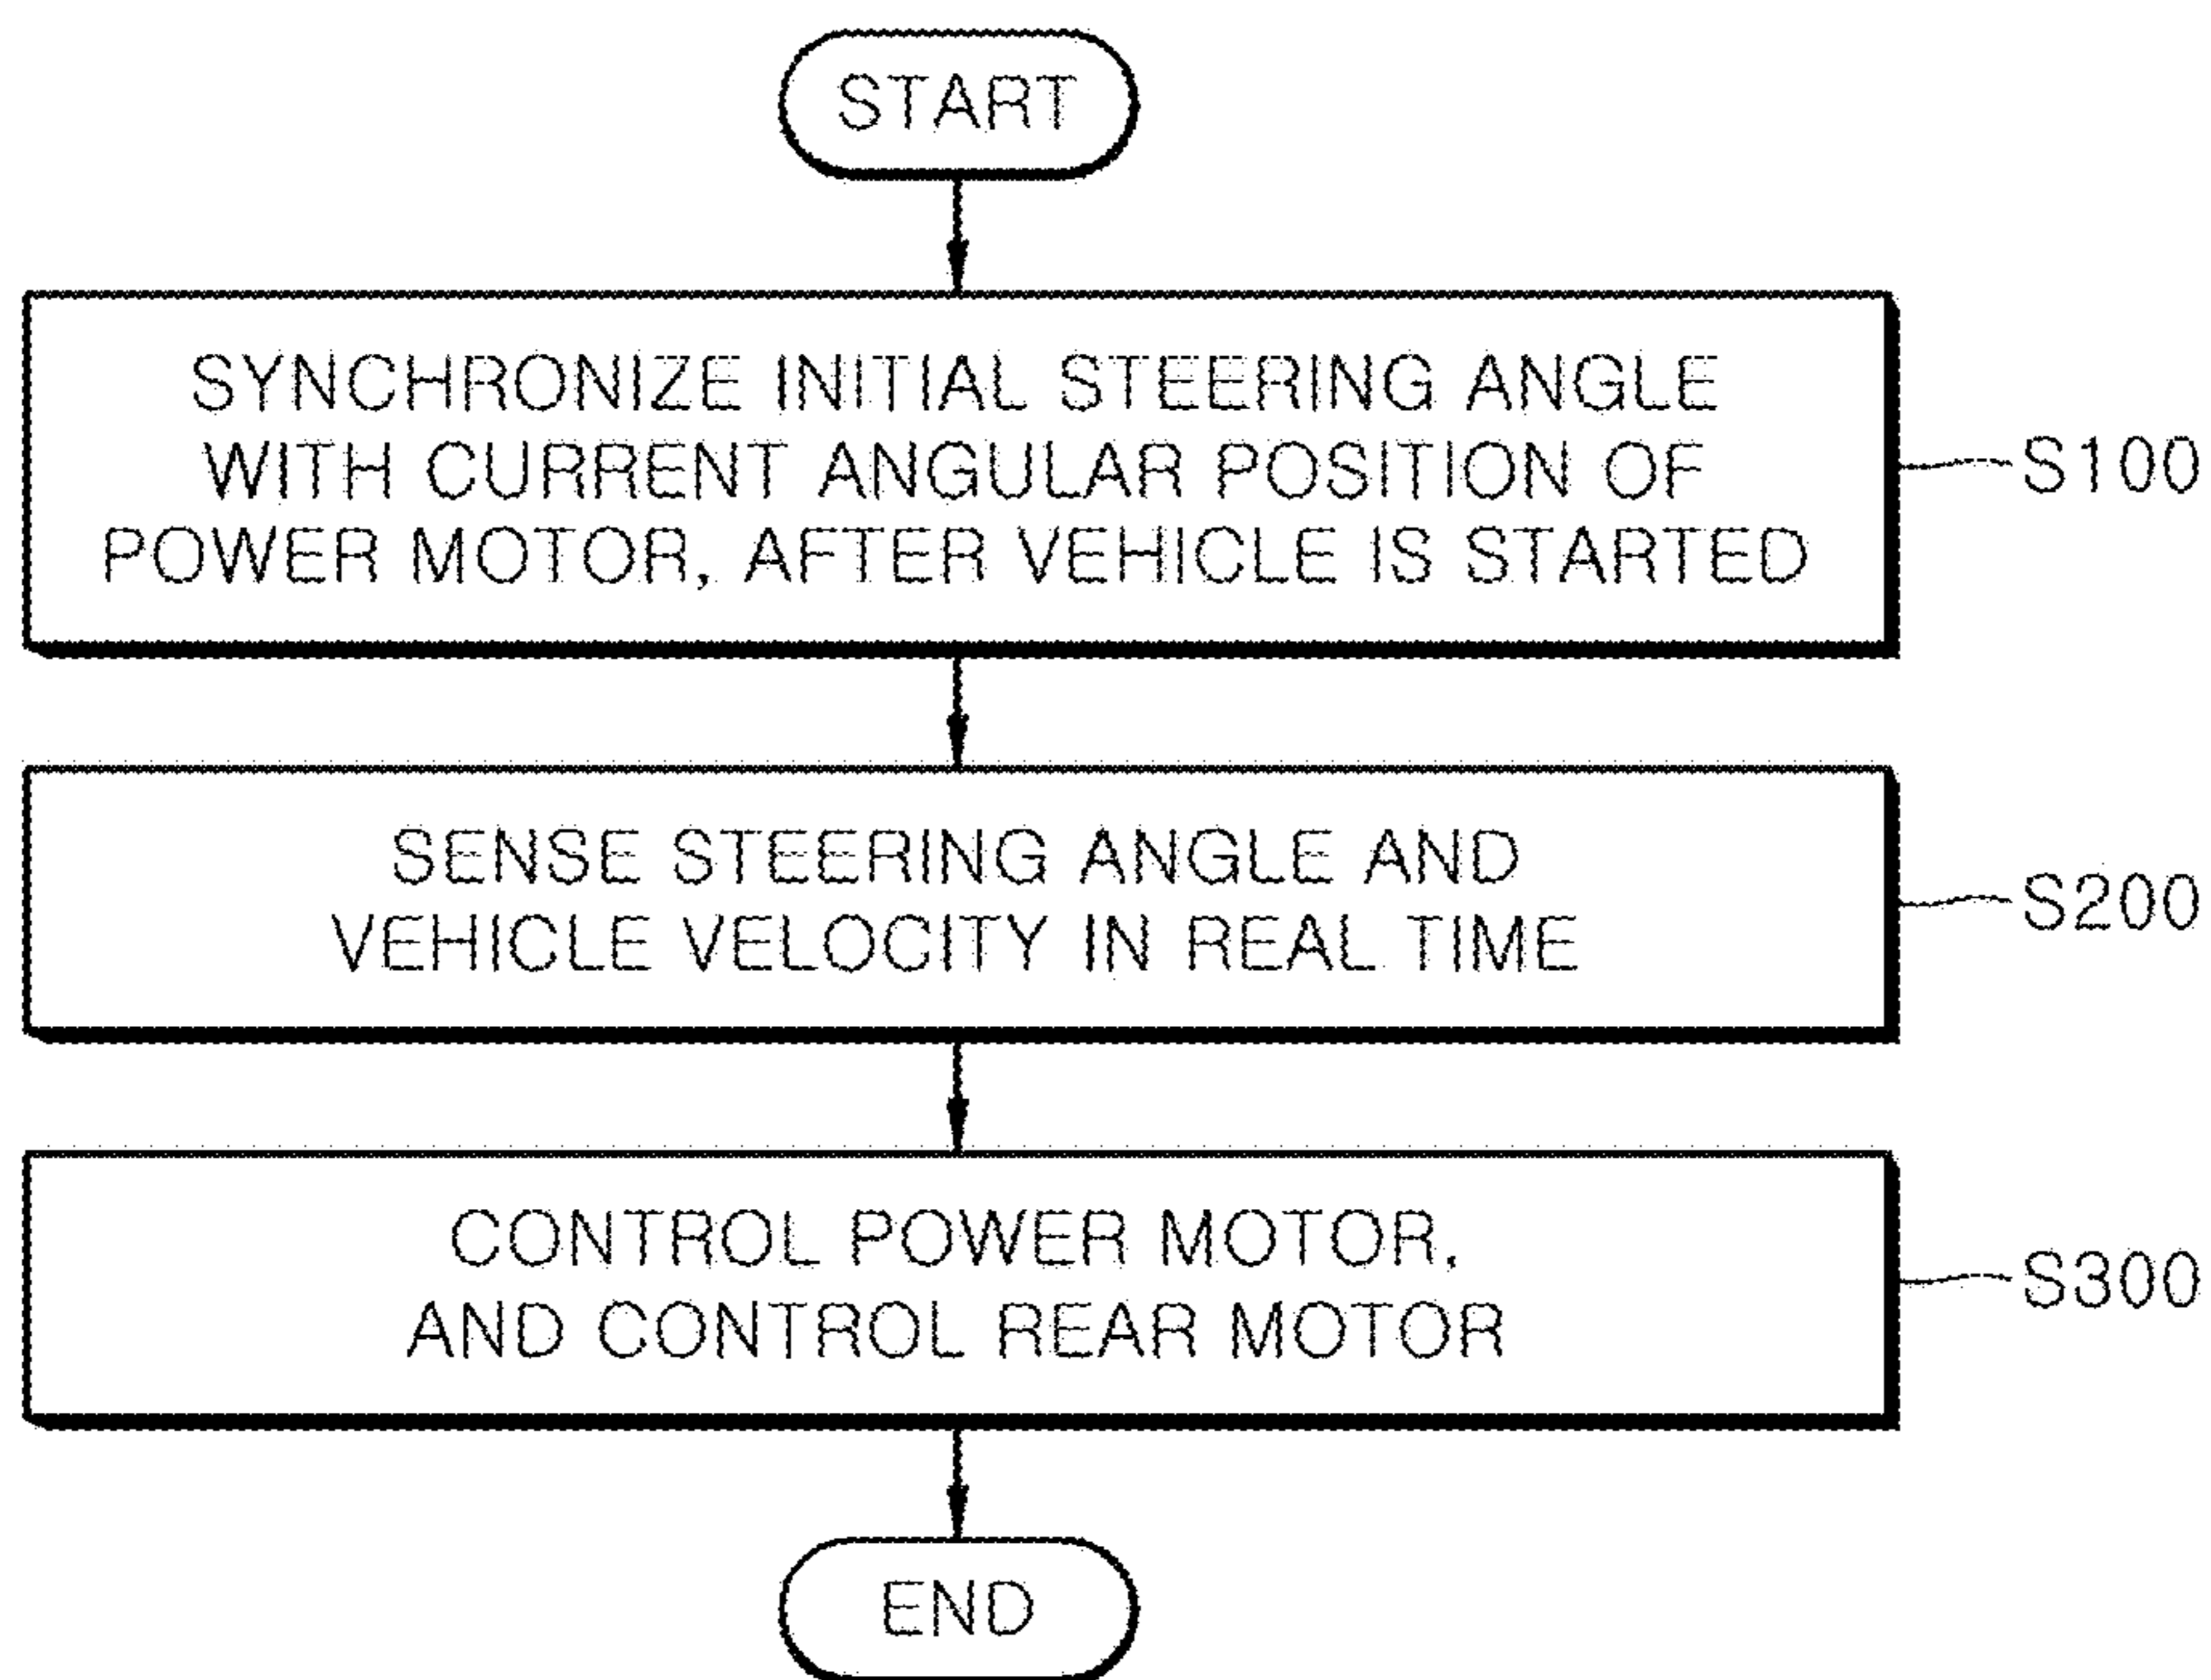 START
SYNCHRONIZE INITIAL STEERING ANGLE
WITH CURRENT ANGULAR POSITION OF
POWER MOTOR, AFTER VEHICLE IS STARTED
S100
SENSE STEERING ANGLE AND
VEHICLE VELOCITY IN REAL TIME
S200
CONTROL POWER MOTOR,
AND CONTROL REAR MOTOR
S300
END